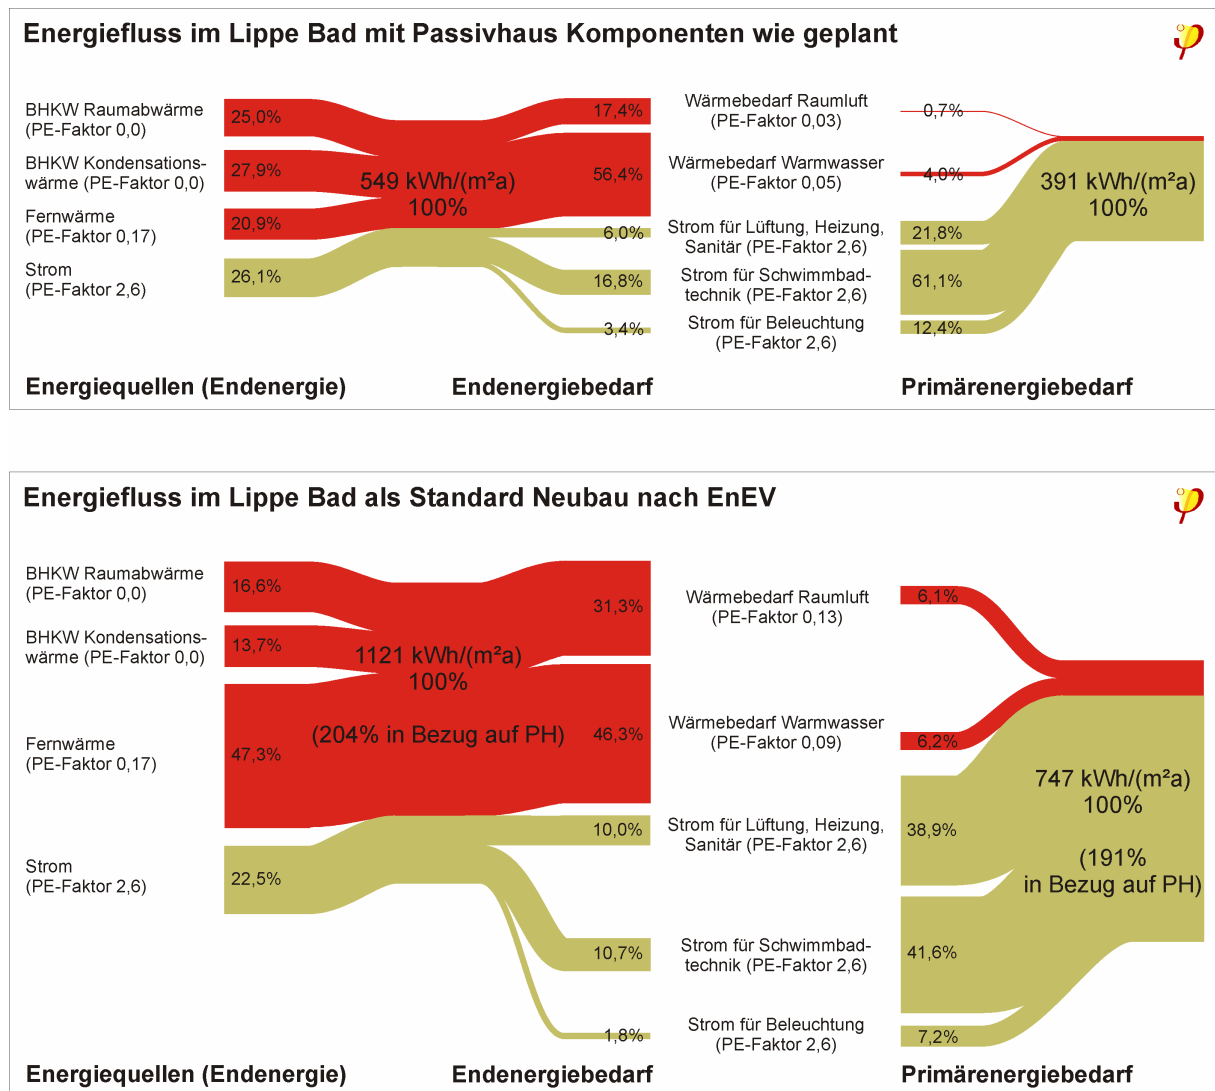 Energiefluss im Lippe Bad mit Passivhaus Komponenten wie geplant
BHKW Raumabwärme
(PE-Faktor 0,0)
25,0%
BHKW Kondensations-
wärme (PE-Faktor 0,0)
27,9%
Fernwärme
(PE-Faktor 0,17)
20,9%
Strom
(PE-Faktor 2,6)
26,1%
549 kWh/(m²a)
100%
17,4%
56,4%
6,0%
16,8%
3,4%
Wärmebedarf Raumluft
(PE-Faktor 0,03)
0,7%
Wärmebedarf Warmwasser
(PE-Faktor 0,05)
4,0%
Strom für Lüftung, Heizung,
Sanitär (PE-Faktor 2,6)
21,8%
Strom für Schwimmbad-
technik (PE-Faktor 2,6)
61,1%
Strom für Beleuchtung
(PE-Faktor 2,6)
12,4%
391 kWh/(m²a)
100%
Energiequellen (Endenergie)
Endenergiebedarf
Primärenergiebedarf
Energiefluss im Lippe Bad als Standard Neubau nach EnEV
BHKW Raumabwärme
(PE-Faktor 0,0)
16,6%
BHKW Kondensations-
wärme (PE-Faktor 0,0)
13,7%
Fernwärme
(PE-Faktor 0,17)
47,3%
Strom
(PE-Faktor 2,6)
22,5%
1121 kWh/(m²a)
100%
(204% in Bezug auf PH)
31,3%
46,3%
10,0%
10,7%
1,8%
Wärmebedarf Raumluft
(PE-Faktor 0,13)
6,1%
Wärmebedarf Warmwasser
(PE-Faktor 0,09)
6,2%
Strom für Lüftung, Heizung,
Sanitär (PE-Faktor 2,6)
38,9%
Strom für Schwimmbad-
technik (PE-Faktor 2,6)
41,6%
Strom für Beleuchtung
(PE-Faktor 2,6)
7,2%
747 kWh/(m²a)
100%
(191%
in Bezug auf PH)
Energiequellen (Endenergie)
Endenergiebedarf
Primärenergiebedarf